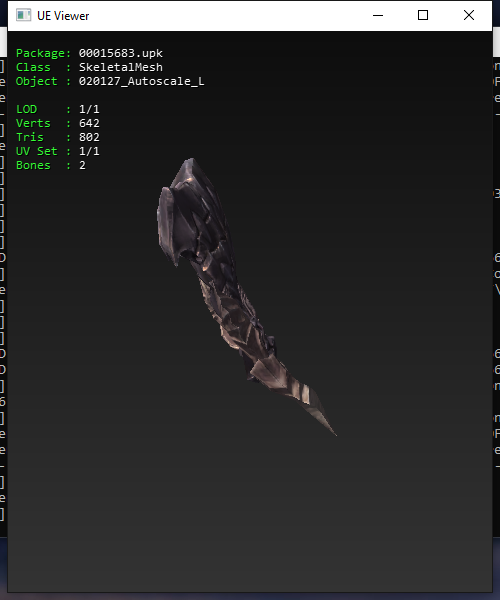 UE Viewer
Package: 00015683.upk
Class : SkeletalMesh
Object : 020127_Autoscale_L
LOD : 1/1
Verts : 642
Tris : 802
UV Set : 1/1
Bones : 2